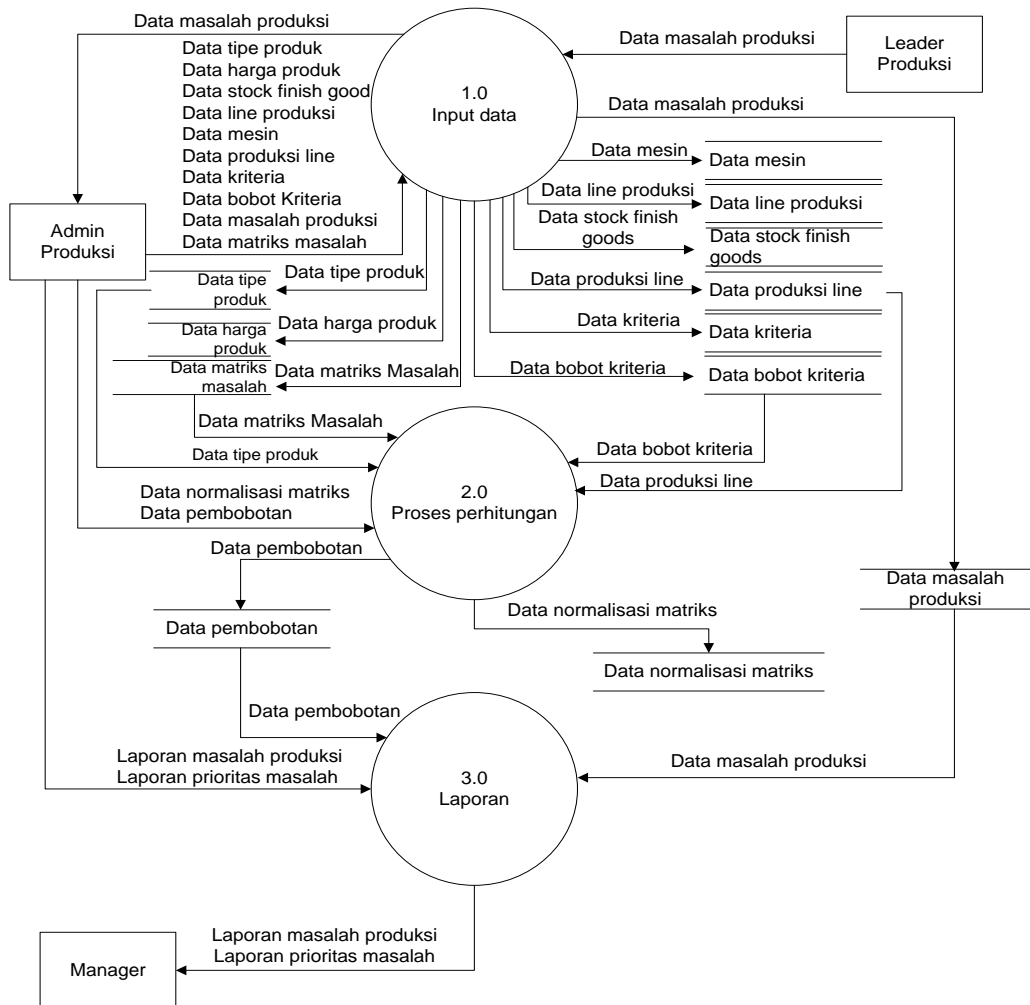 Data masalah produksi
Data tipe produk
Data harga produk
Data stock finish good
Data line produksi
Data mesin
Data produksi line
Data kriteria
Data bobot Kriteria
Data masalah produksi
Data matriks masalah
1.0
Input data
Data masalah produksi
Leader
Produksi
Data masalah produksi
Data mesin
Data mesin
Data line produksi
Data line produksi
Data stock finish
goods
Data stock finish
goods
Data produksi line
Data produksi line
Data kriteria
Data kriteria
Data bobot kriteria
Data bobot kriteria
Admin
Produksi
Data tipe
produk
Data tipe produk
Data harga
produk
Data harga produk
Data matriks
masalah
Data matriks Masalah
Data matriks Masalah
Data tipe produk
Data bobot kriteria
Data produksi line
Data normalisasi matriks
Data pembobotan
2.0
Proses perhitungan
Data pembobotan
Data pembobotan
Data normalisasi matriks
Data normalisasi matriks
Data masalah
produksi
Data pembobotan
Laporan masalah produksi
Laporan prioritas masalah
3.0
Laporan
Data masalah produksi
Laporan masalah produksi
Laporan prioritas masalah
Manager